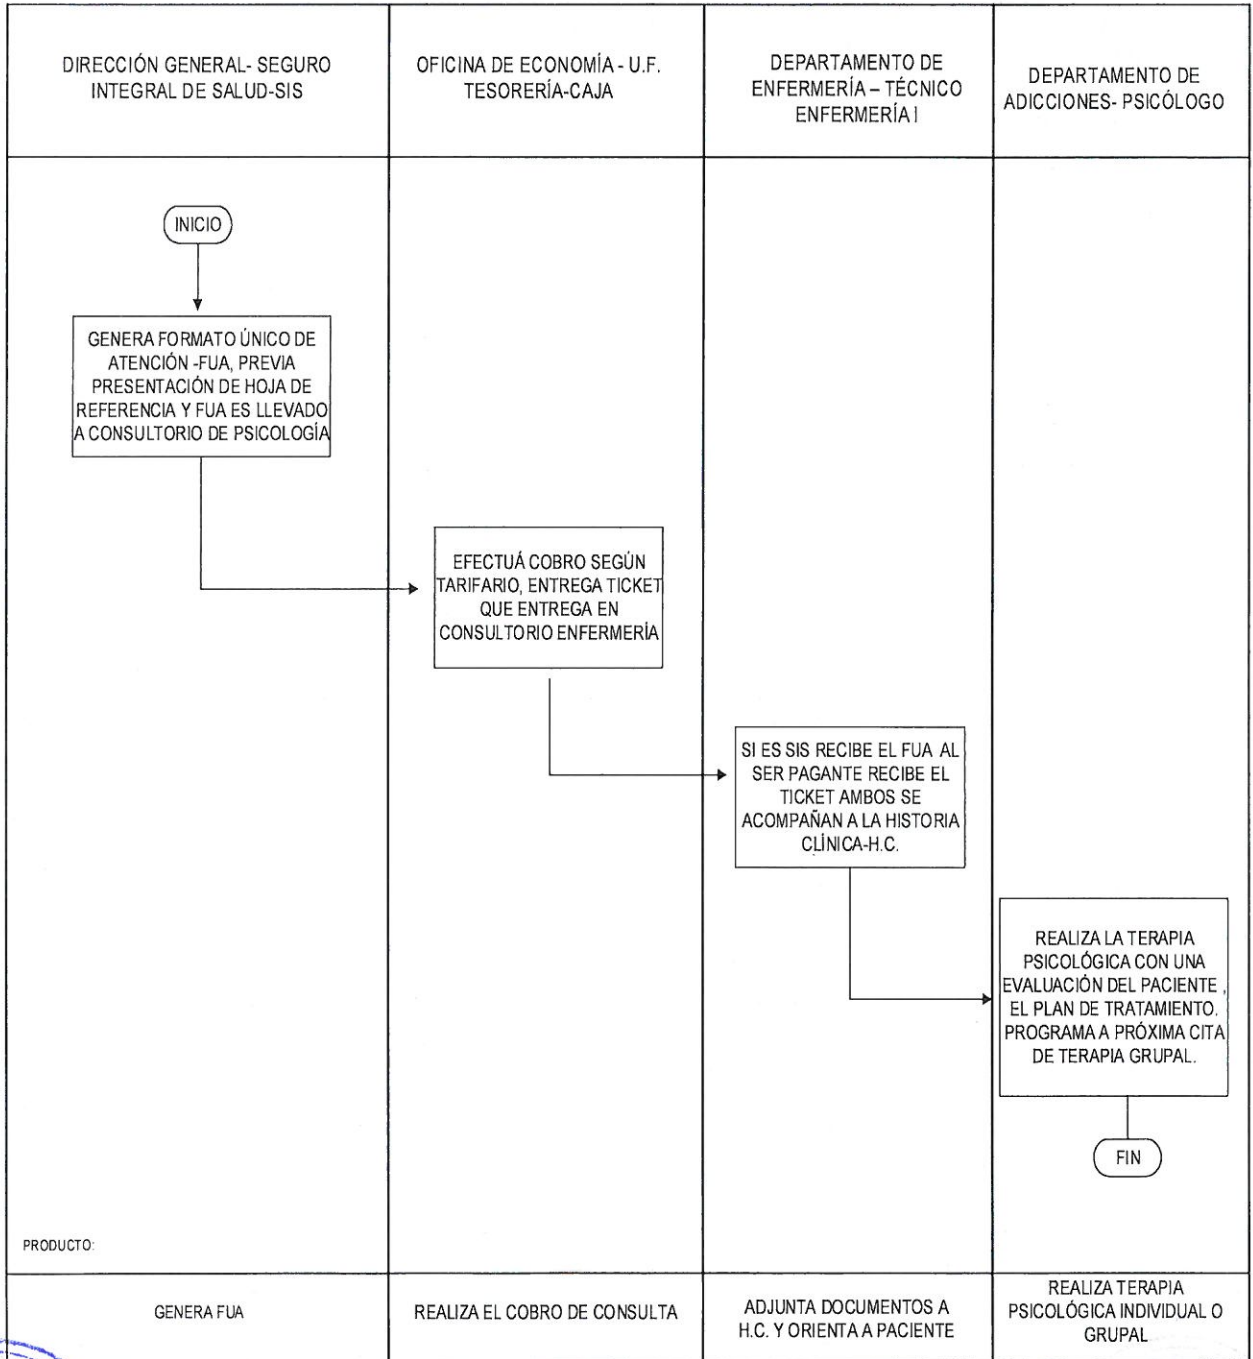 DIRECCIÓN GENERAL- SEGURO
INTEGRAL DE SALUD-SIS
OFICINA DE ECONOMÍA - U.F.
TESORERÍA-CAJA
DEPARTAMENTO DE
ENFERMERÍA – TÉCNICO
ENFERMERÍA I
DEPARTAMENTO DE
ADICCIONES- PSICÓLOGO
INICIO
GENERA FORMATO ÚNICO DE
ATENCIÓN -FUA, PREVIA
PRESENTACIÓN DE HOJA DE
REFERENCIA Y FUA ES LLEVADO
A CONSULTORIO DE PSICOLOGÍA
EFECTUÁ COBRO SEGÚN
TARIFARIO, ENTREGA TICKET
QUE ENTREGA EN
CONSULTORIO ENFERMERÍA
SI ES SIS RECIBE EL FUA AL
SER PAGANTE RECIBE EL
TICKET AMBOS SE
ACOMPAÑAN A LA HISTORIA
CLÍNICA-H.C.
REALIZA LA TERAPIA
PSICOLÓGICA CON UNA
EVALUACIÓN DEL PACIENTE ,
EL PLAN DE TRATAMIENTO.
PROGRAMA A PRÓXIMA CITA
DE TERAPIA GRUPAL.
FIN
PRODUCTO:
GENERA FUA
REALIZA EL COBRO DE CONSULTA
ADJUNTA DOCUMENTOS A
H.C. Y ORIENTA A PACIENTE
REALIZA TERAPIA
PSICOLÓGICA INDIVIDUAL O
GRUPAL